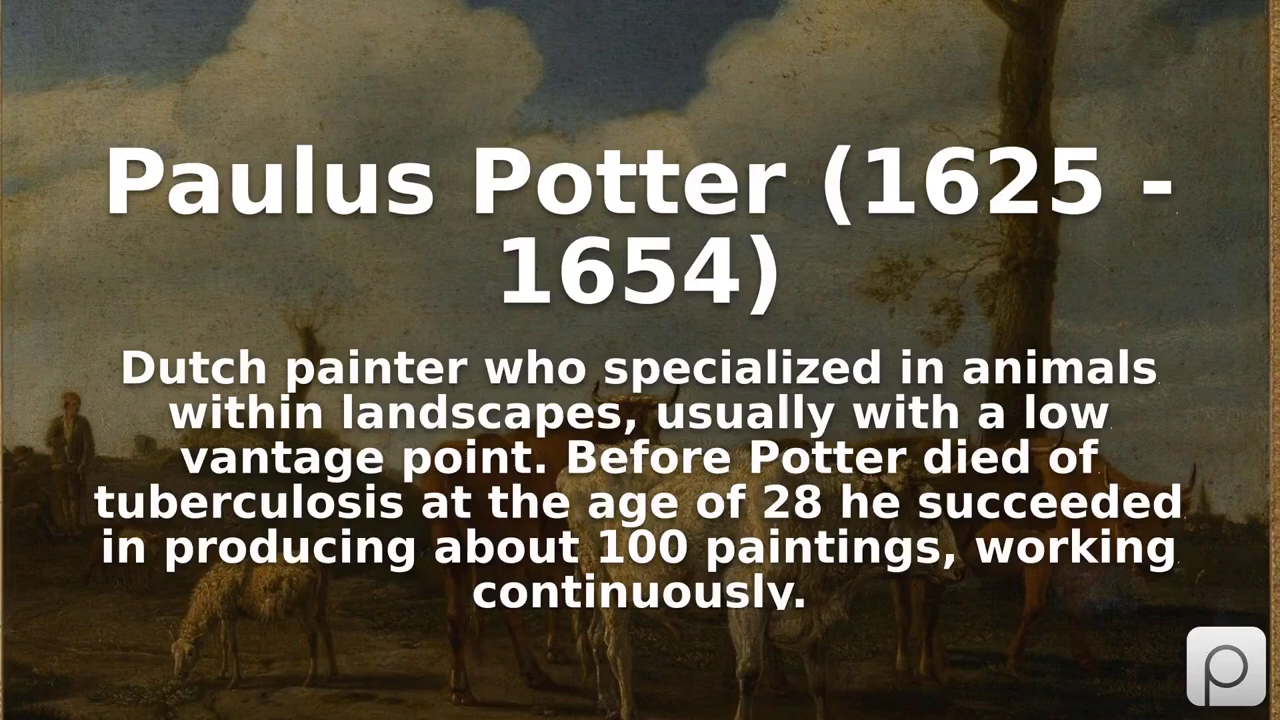 Paulus Potter (1625 -
1654)
Dutch painter who specialized in animals
within landscapes, usually with a low
vantage point. Before Potter died of
tuberculosis at the age of 28 he succeeded
in producing about 100 paintings, working
continuously.
p